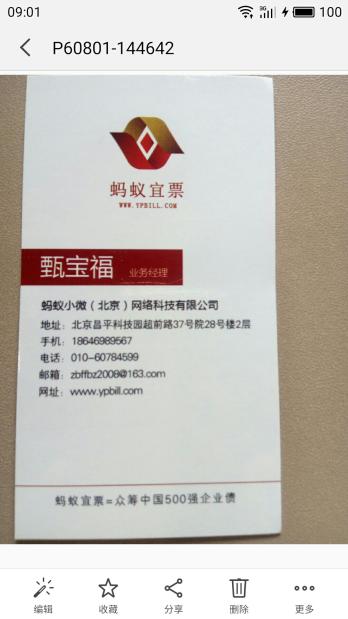 09:01
3G
100
P60801-144642
蚂蚁宜票
WWW.YPBILL.COM
甄宝福 业务经理
蚂蚁小微（北京）网络科技有限公司
地址：北京昌平科技园超前路37号院28号楼2层
手机：18646989567
电话：010-60784599
邮箱：zbffbz2008@163.com
网址：www.ypbill.com
蚂蚁宜票=众筹中国500强企业债
编辑
收藏
分享
删除
更多